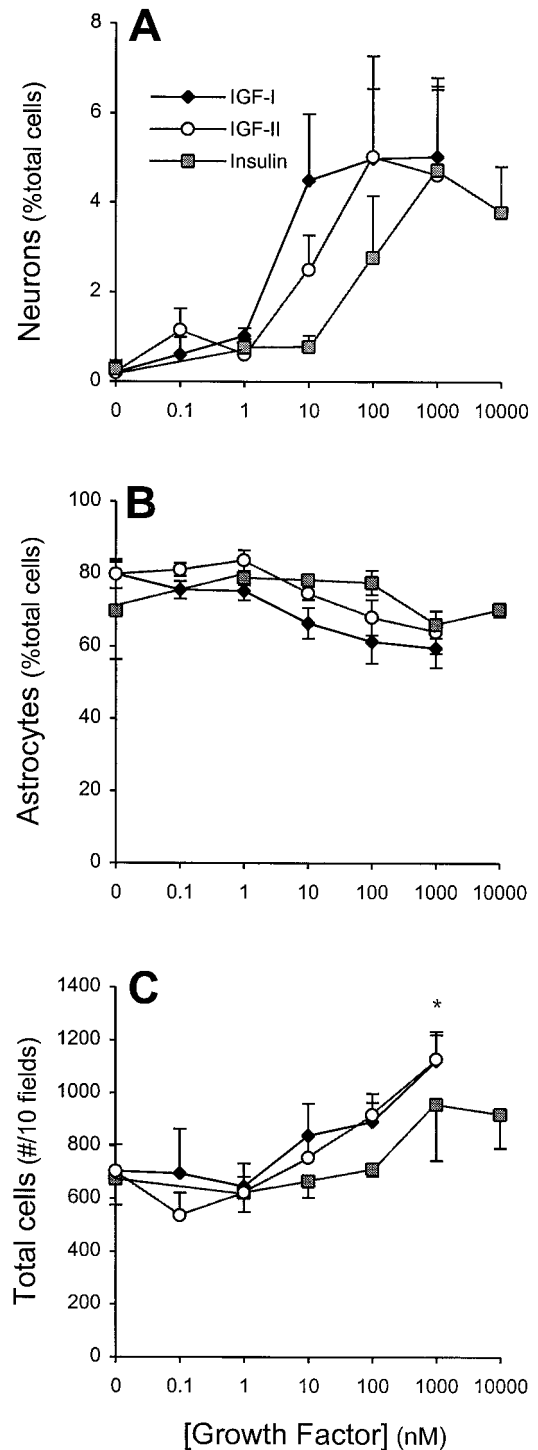 A
Neurons (%total cells)
8
6
4
2
0
IGF-I
IGF-II
Insulin
0 0.1 1 10 100 1000 10000
B
Astrocytes (%total cells)
100
80
60
40
20
0
0 0.1 1 10 100 1000 10000
C
Total cells (#/10 fields)
1400
1200
1000
800
600
400
200
0
*
0 0.1 1 10 100 1000 10000
[Growth Factor] (nM)